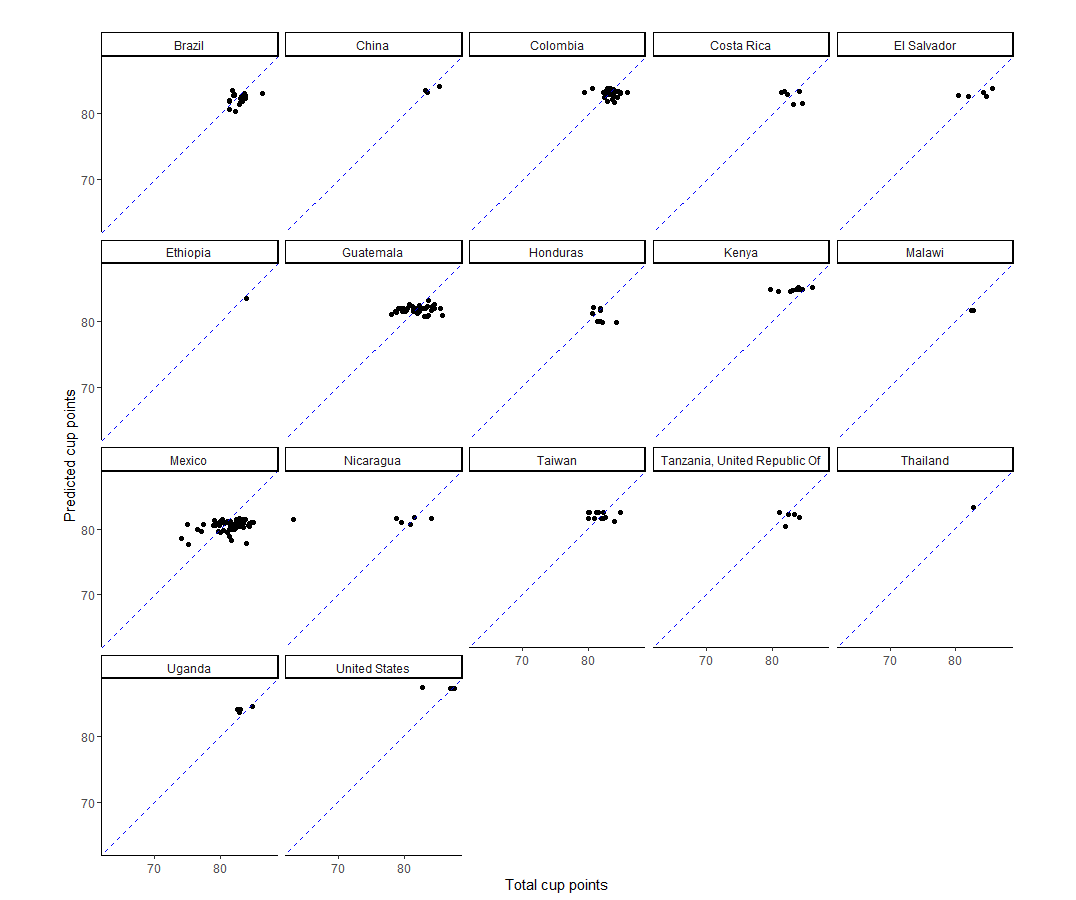 Brazil
China
Colombia
Costa Rica
El Salvador
80
70
Ethiopia
Guatemala
Honduras
Kenya
Malawi
80
70
Predicted cup points
Mexico
Nicaragua
Taiwan
Tanzania, United Republic Of
Thailand
80
70
70 80 70 80 70 80
Uganda
United States
80
70
70 80 70 80
Total cup points